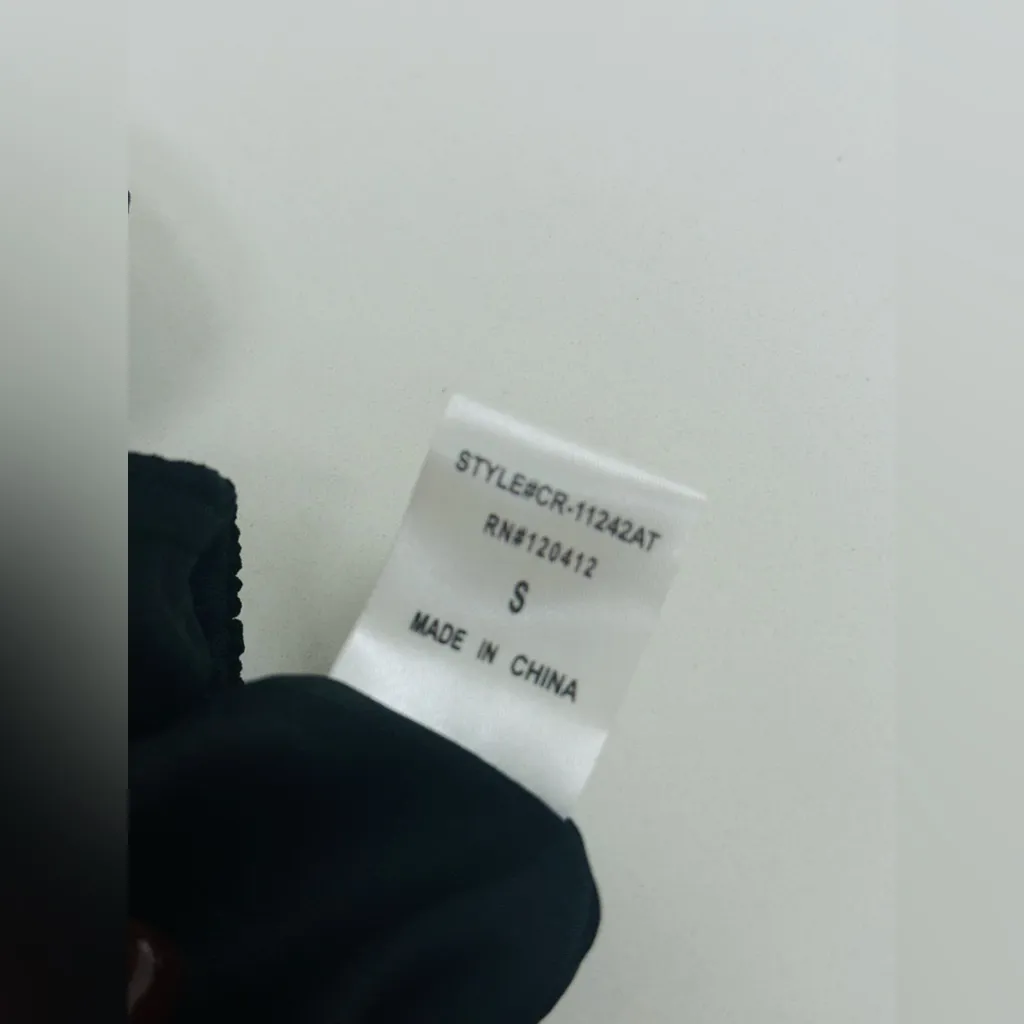 STYLE#CR-11242AT
RN#120412
S
MADE IN CHINA